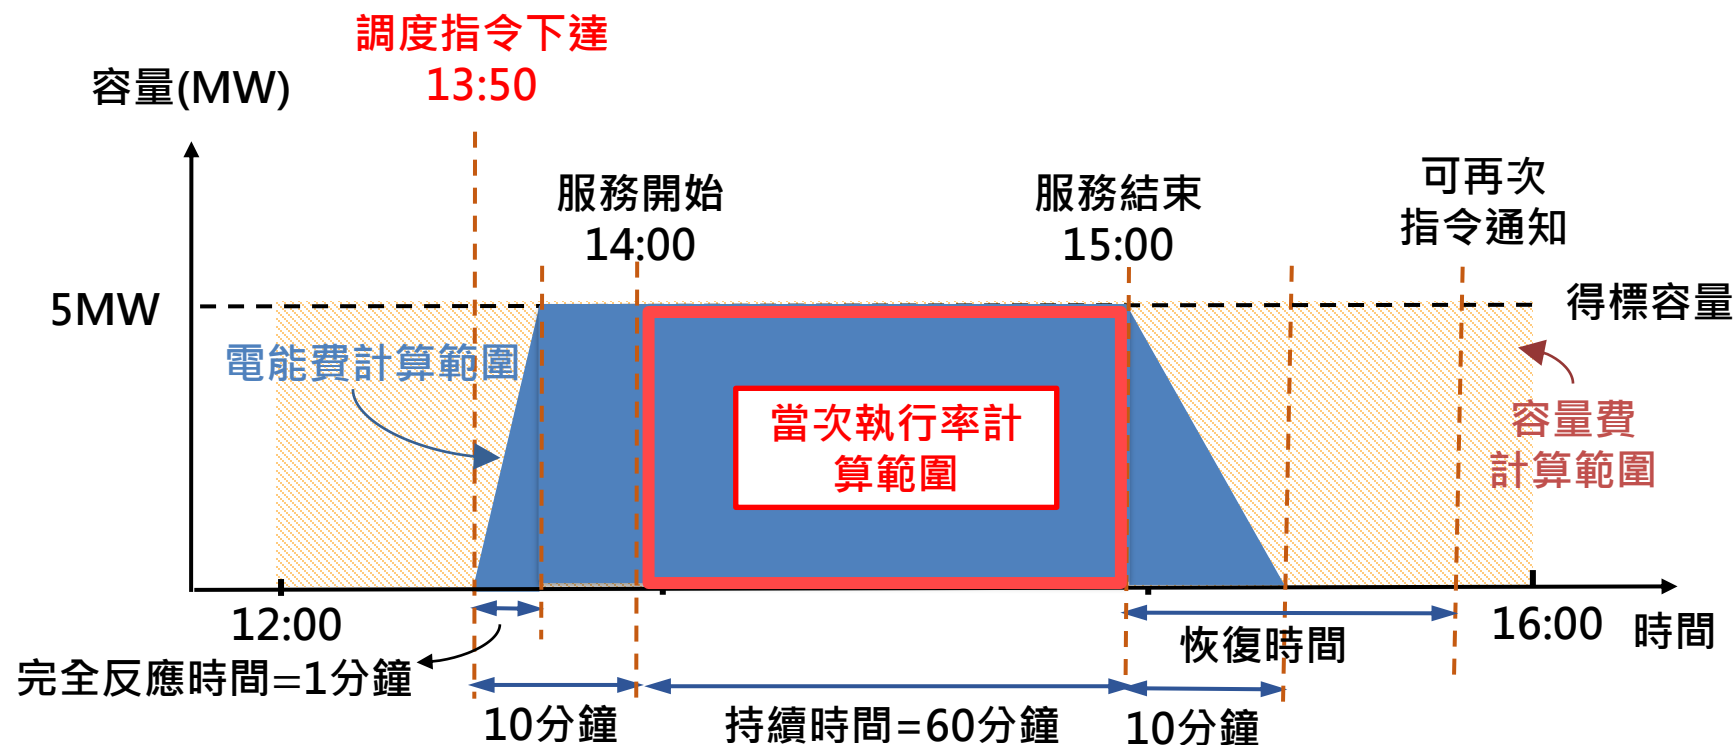 調度指令下達
13:50
容量(MW)
服務開始
14:00
服務結束
15:00
可再次
指令通知
5MW
得標容量
電能費計算範圍
當次執行率計
算範圍
容量費
計算範圍
12:00
16:00
時間
完全反應時間=1分鐘
恢復時間
10分鐘
持續時間=60分鐘
10分鐘